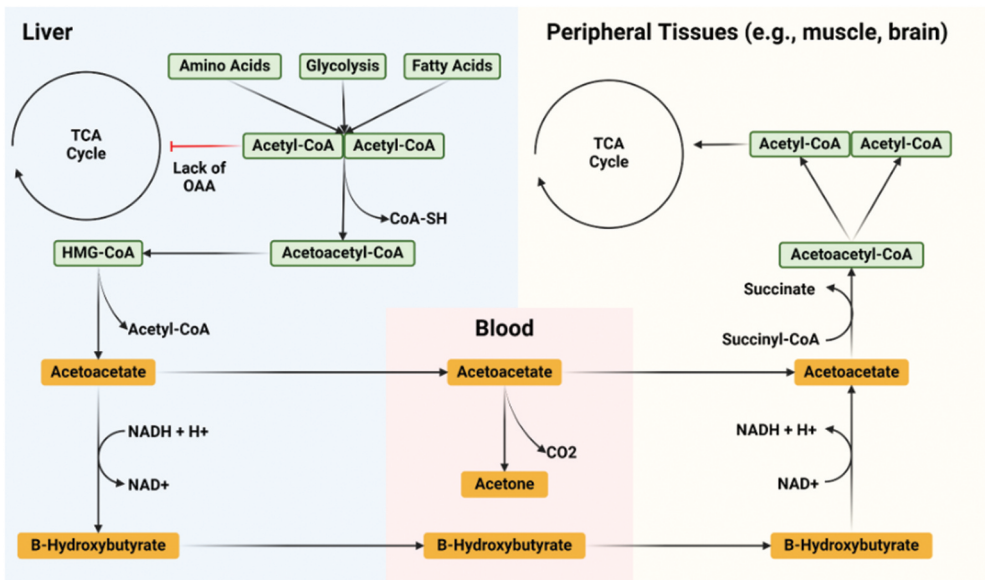 Liver
Peripheral Tissues (e.g., muscle, brain)
Amino Acids
Glycolysis
Fatty Acids
TCA
Cycle
Acetyl-CoA
Acetyl-CoA
Lack of
OAA
CoA-SH
HMG-CoA
Acetoacetyl-CoA
Acetyl-CoA
Acetoacetate
NADH + H+
NAD+
B-Hydroxybutyrate
Blood
Acetoacetate
CO2
Acetone
B-Hydroxybutyrate
TCA
Cycle
Acetyl-CoA
Acetyl-CoA
Acetoacetyl-CoA
Succinate
Succinyl-CoA
Acetoacetate
NADH + H+
NAD+
B-Hydroxybutyrate